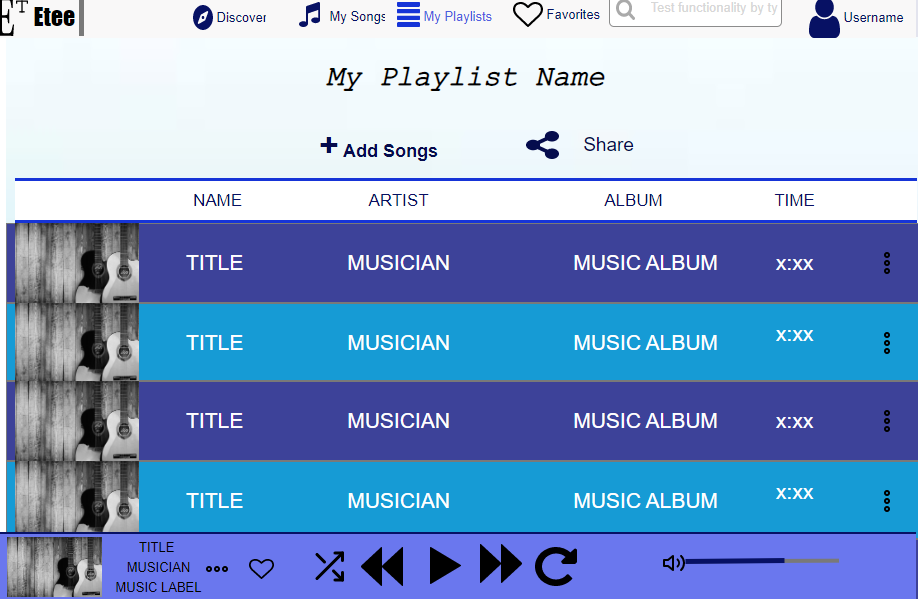 ET Etee Discover My Songs My Playlists Favorites Test functionality by ty Username
My Playlist Name
+ Add Songs Share
NAME ARTIST ALBUM TIME
TITLE MUSICIAN MUSIC ALBUM x:xx
TITLE MUSICIAN MUSIC ALBUM x:xx
TITLE MUSICIAN MUSIC ALBUM x:xx
TITLE MUSICIAN MUSIC ALBUM x:xx
TITLE
MUSICIAN
MUSIC LABEL